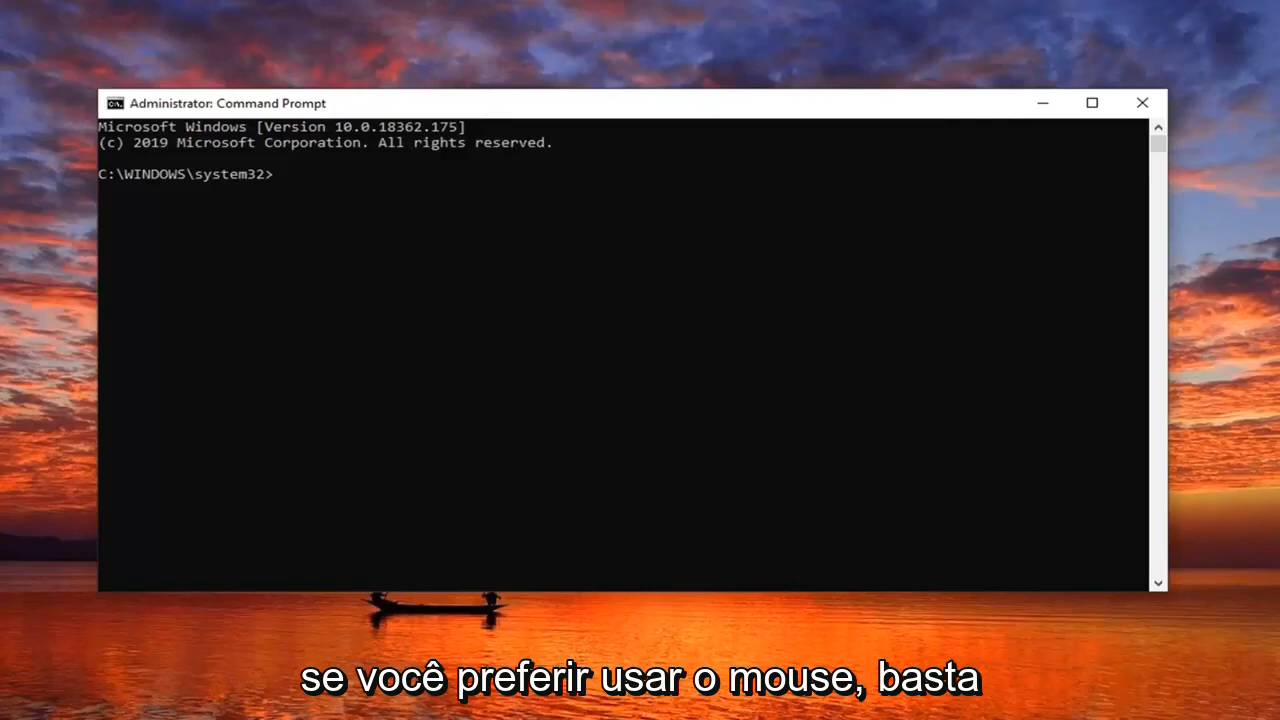 Administrator: Command Prompt
Microsoft Windows [Version 10.0.18362.175]
(c) 2019 Microsoft Corporation. All rights reserved.
C:\WINDOWS\system32>
se você preferir usar o mouse, basta